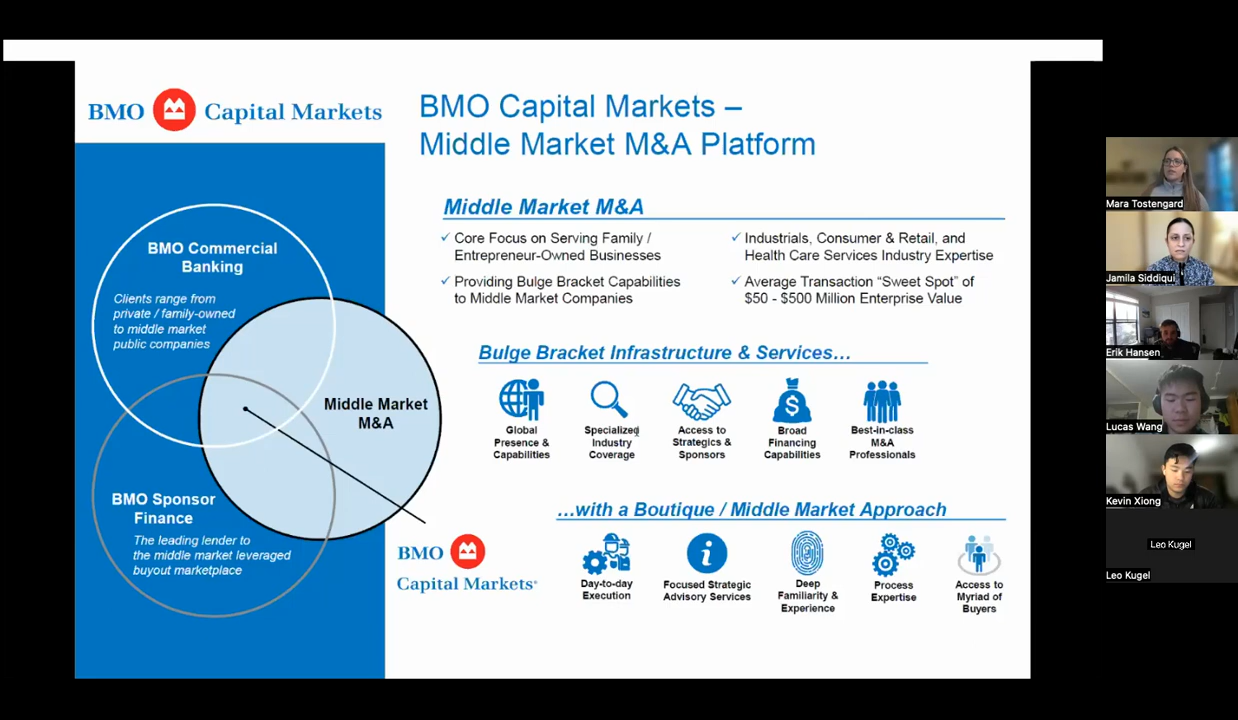 BMO Capital Markets
BMO Capital Markets –
Middle Market M&A Platform
BMO Commercial
Banking
Clients range from
private / family-owned
to middle market
public companies
Middle Market
M&A
BMO Sponsor
Finance
The leading lender to
the middle market leveraged
buyout marketplace
BMO
Capital Markets®
Middle Market M&A
✓ Core Focus on Serving Family /
Entrepreneur-Owned Businesses
✓ Providing Bulge Bracket Capabilities
to Middle Market Companies
✓ Industrials, Consumer & Retail, and
Health Care Services Industry Expertise
✓ Average Transaction “Sweet Spot” of
$50 - $500 Million Enterprise Value
Bulge Bracket Infrastructure & Services…
Global
Presence &
Capabilities
Specialized
Industry
Coverage
Access to
Strategics &
Sponsors
$
Broad
Financing
Capabilities
Best-in-class
M&A
Professionals
…with a Boutique / Middle Market Approach
Day-to-day
Execution
i
Focused Strategic
Advisory Services
Deep
Familiarity &
Experience
Process
Expertise
Access to
Myriad of
Buyers
Mara Tostengard
Jamila Siddiqui
Erik Hansen
Lucas Wang
Kevin Xiong
Leo Kugel
Leo Kugel